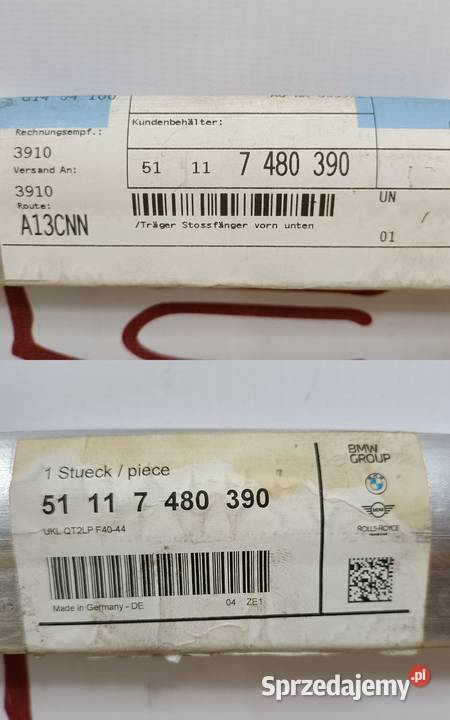 Rechnungsempf.:
3910
Versand An:
3910
Route:
A13CNN
Kundenbehälter:
51 11 7 480 390
/Träger Stossfänger vorn unten
UN
01
1 Stueck / piece
51 11 7 480 390
UKL QT2LP F40-44
Made in Germany - DE
04 ZE1
BMW
GROUP
MINI
ROLLS-ROYCE
Sprzedajemy.pl